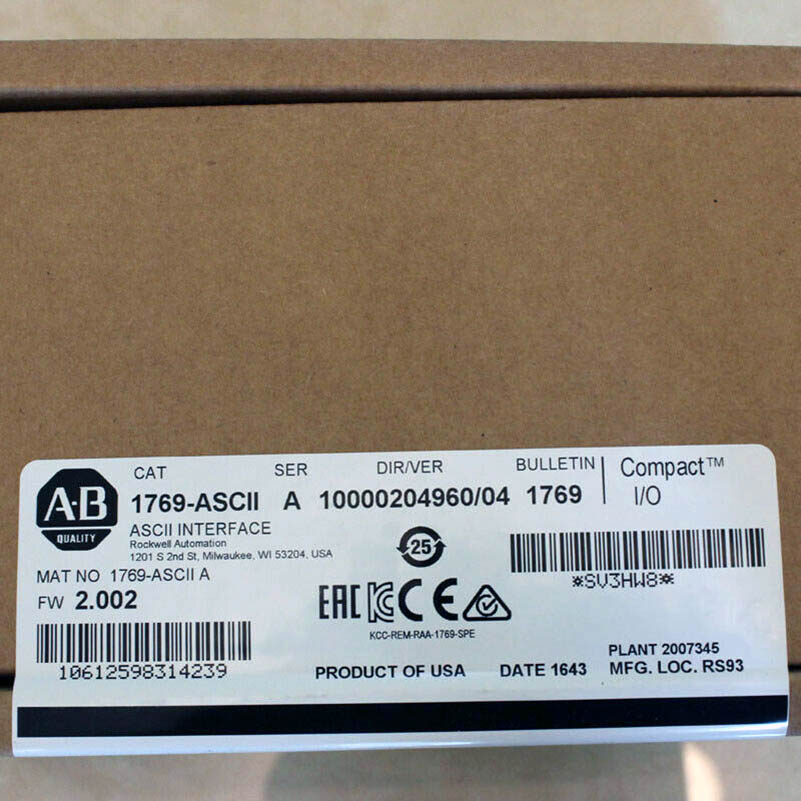 A-B
QUALITY
CAT SER DIR/VER BULLETIN
1769-ASCII A 10000204960/04 1769
Compact™
I/O
ASCII INTERFACE
Rockwell Automation
1201 S 2nd St, Milwaukee, WI 53204, USA
MAT NO 1769-ASCII A
FW 2.002
10612598314239
25
EAC KC CE
KCC-REM-RAA-1769-SPE
*SV3HW8*
PRODUCT OF USA DATE 1643
PLANT 2007345
MFG. LOC. RS93